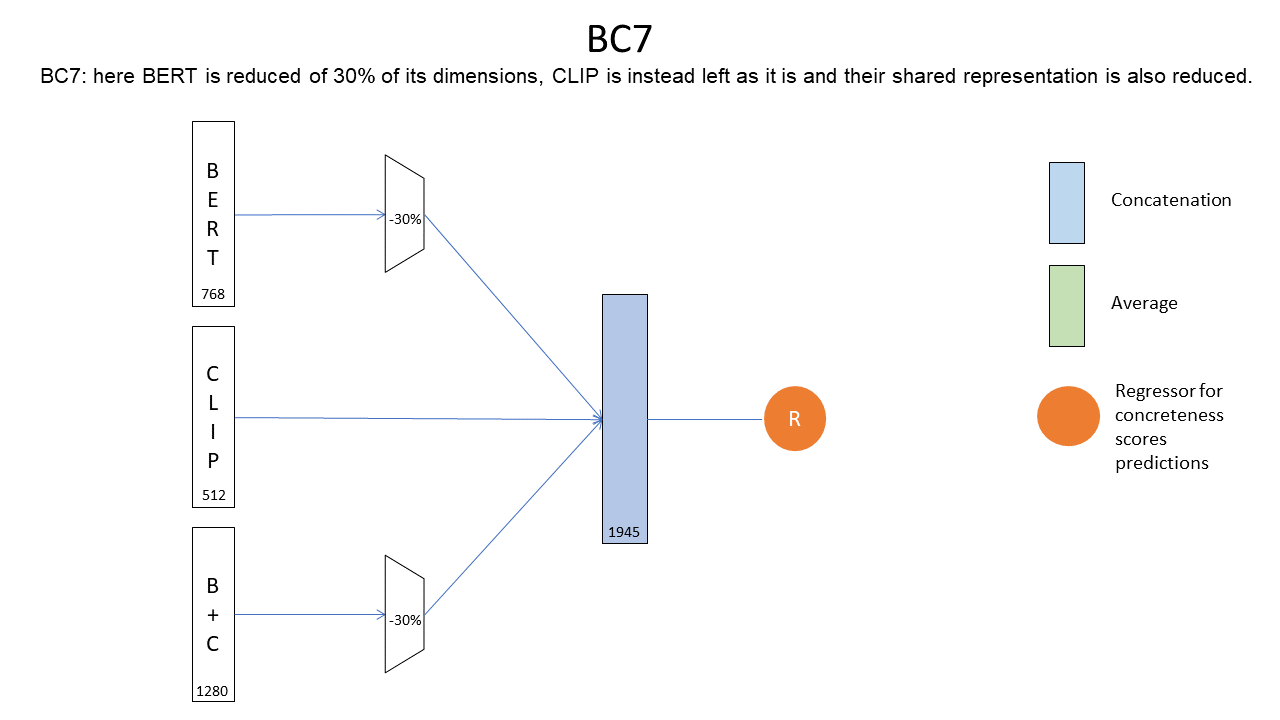 BC7
BC7: here BERT is reduced of 30% of its dimensions, CLIP is instead left as it is and their shared representation is also reduced.
B
E
R
T
768
-30%
C
L
I
P
512
B
+
C
1280
-30%
1945
R
Concatenation
Average
Regressor for
concreteness
scores
predictions